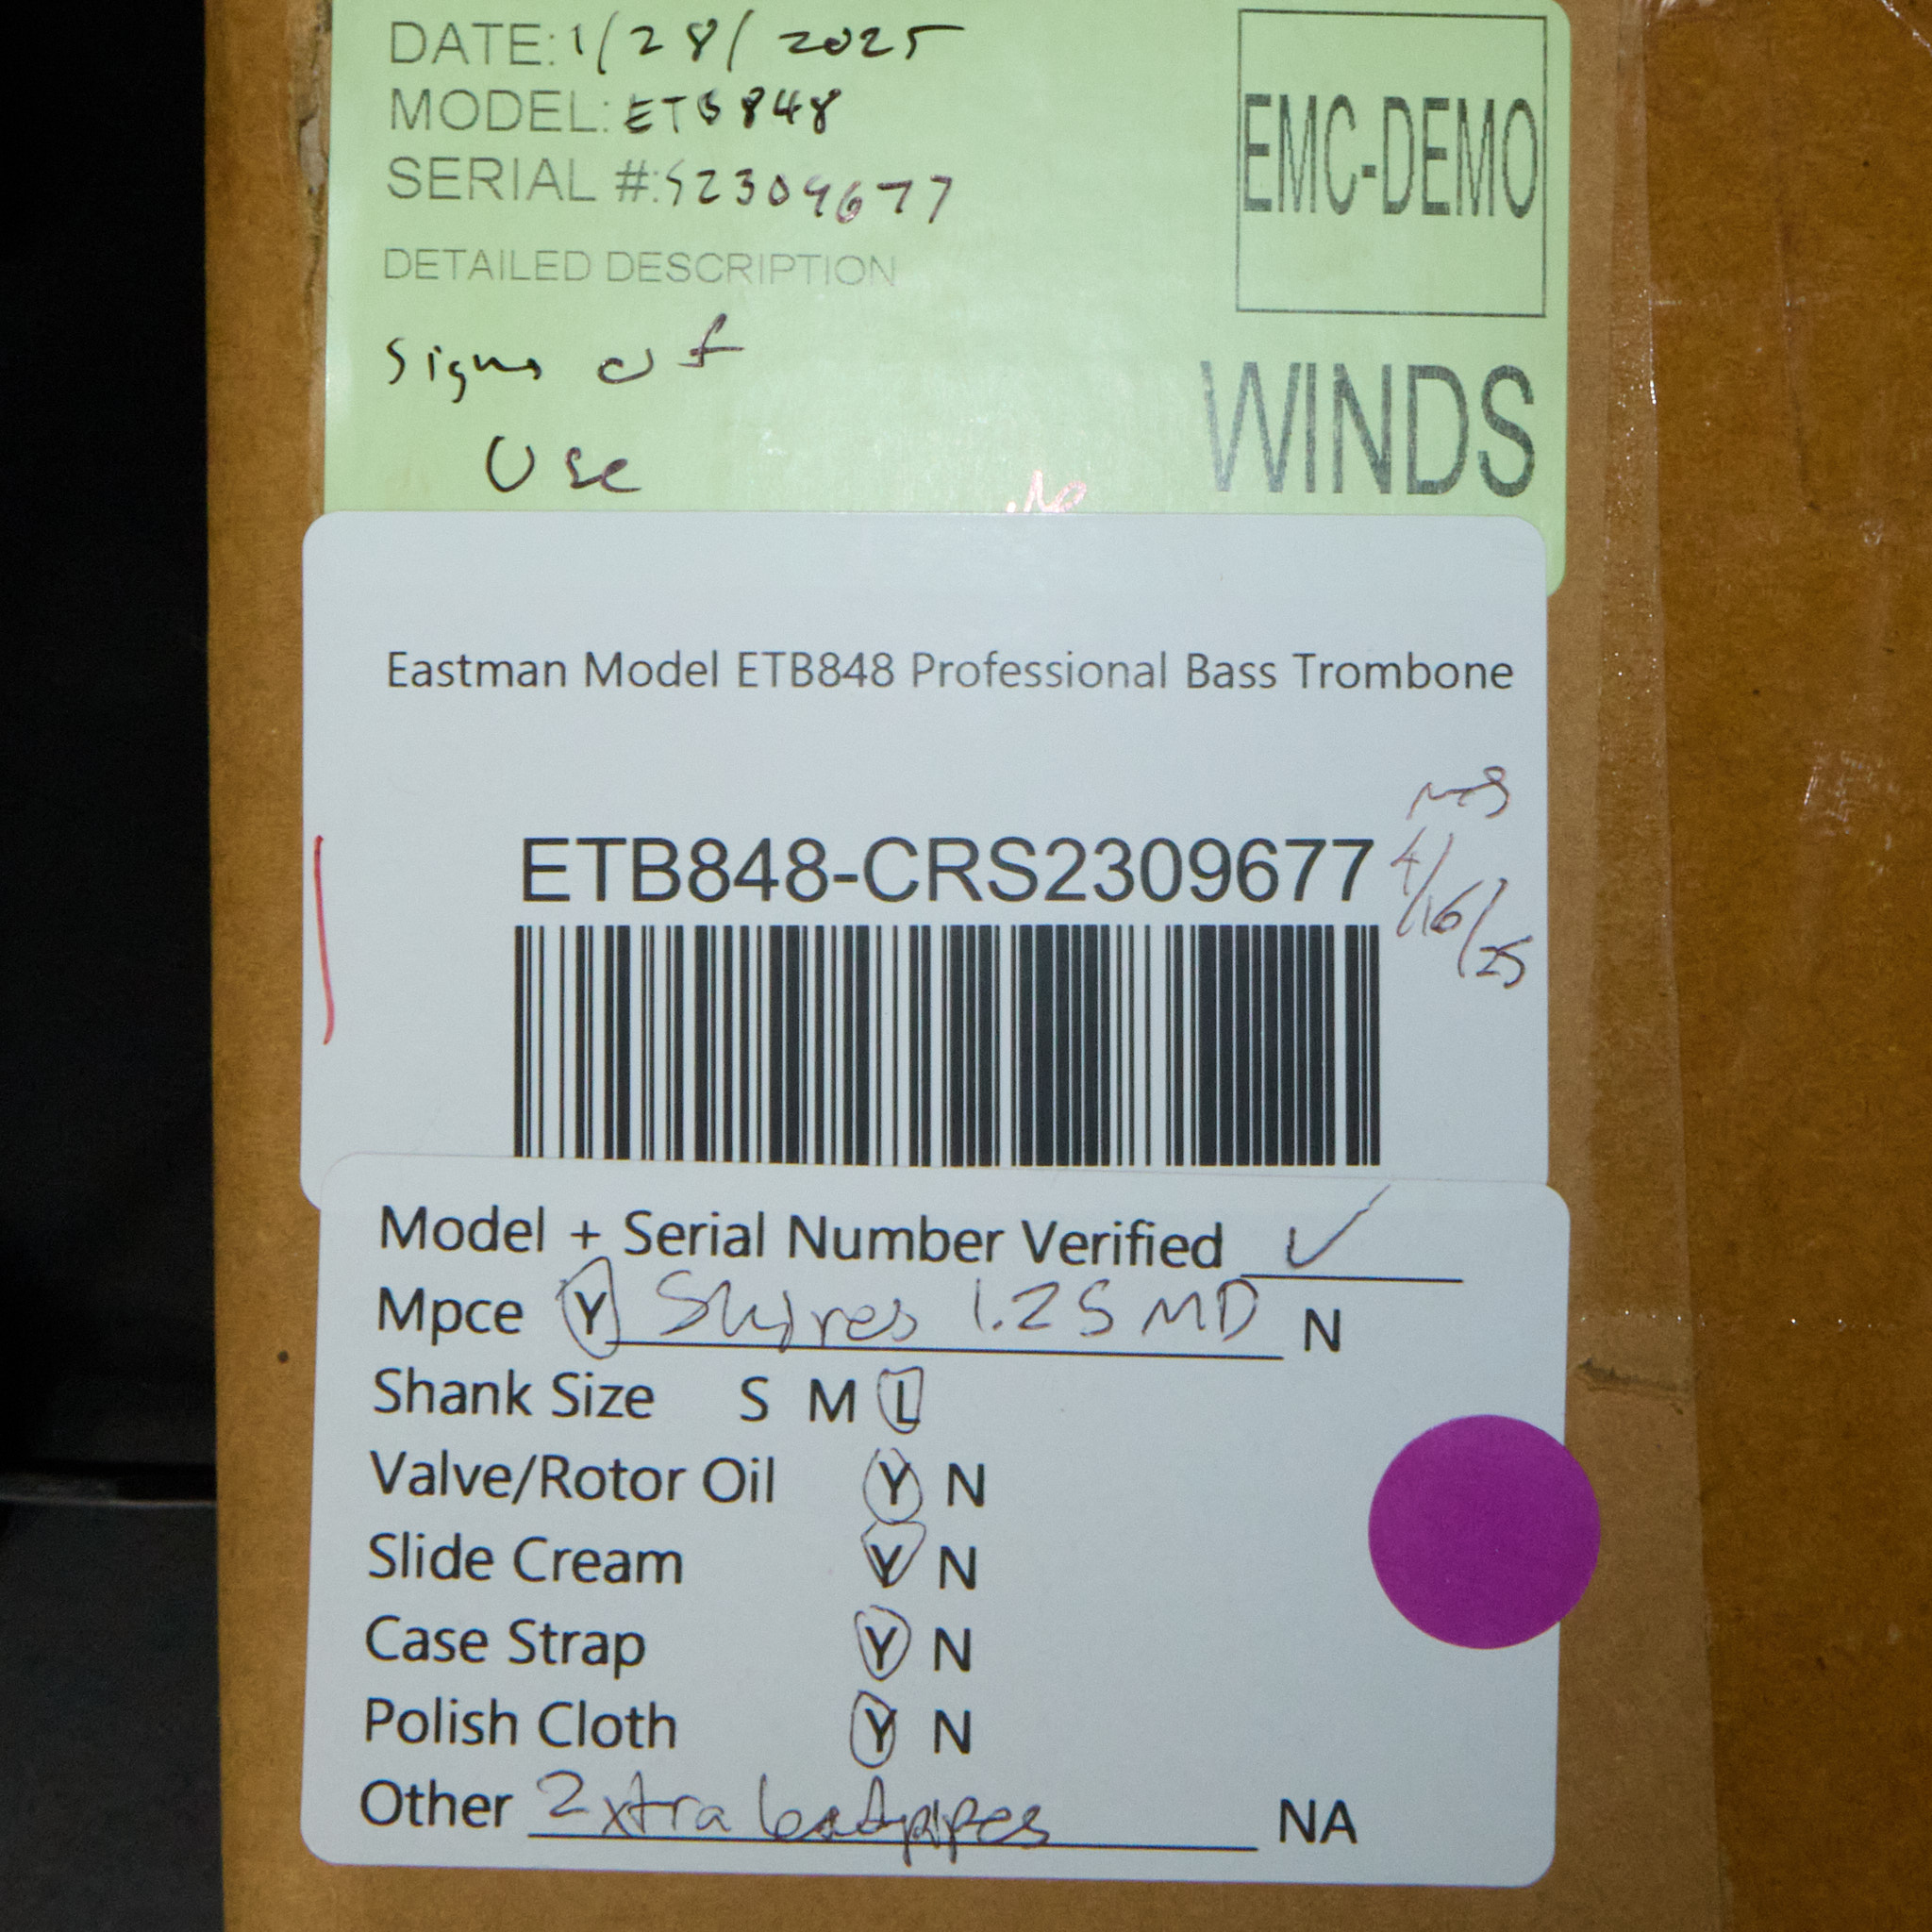 DATE: 1/28/2025
MODEL: ETB848
SERIAL #: S2309677
EMC-DEMO
DETAILED DESCRIPTION
Signs of
Use
WINDS
Eastman Model ETB848 Professional Bass Trombone
ETB848-CRS2309677
4/16/25
Model + Serial Number Verified ✓
Mpce Y Shires 1.25 MD N
Shank Size S M L
Valve/Rotor Oil Y N
Slide Cream Y N
Case Strap Y N
Polish Cloth Y N
Other 2 xtra leadpipes NA